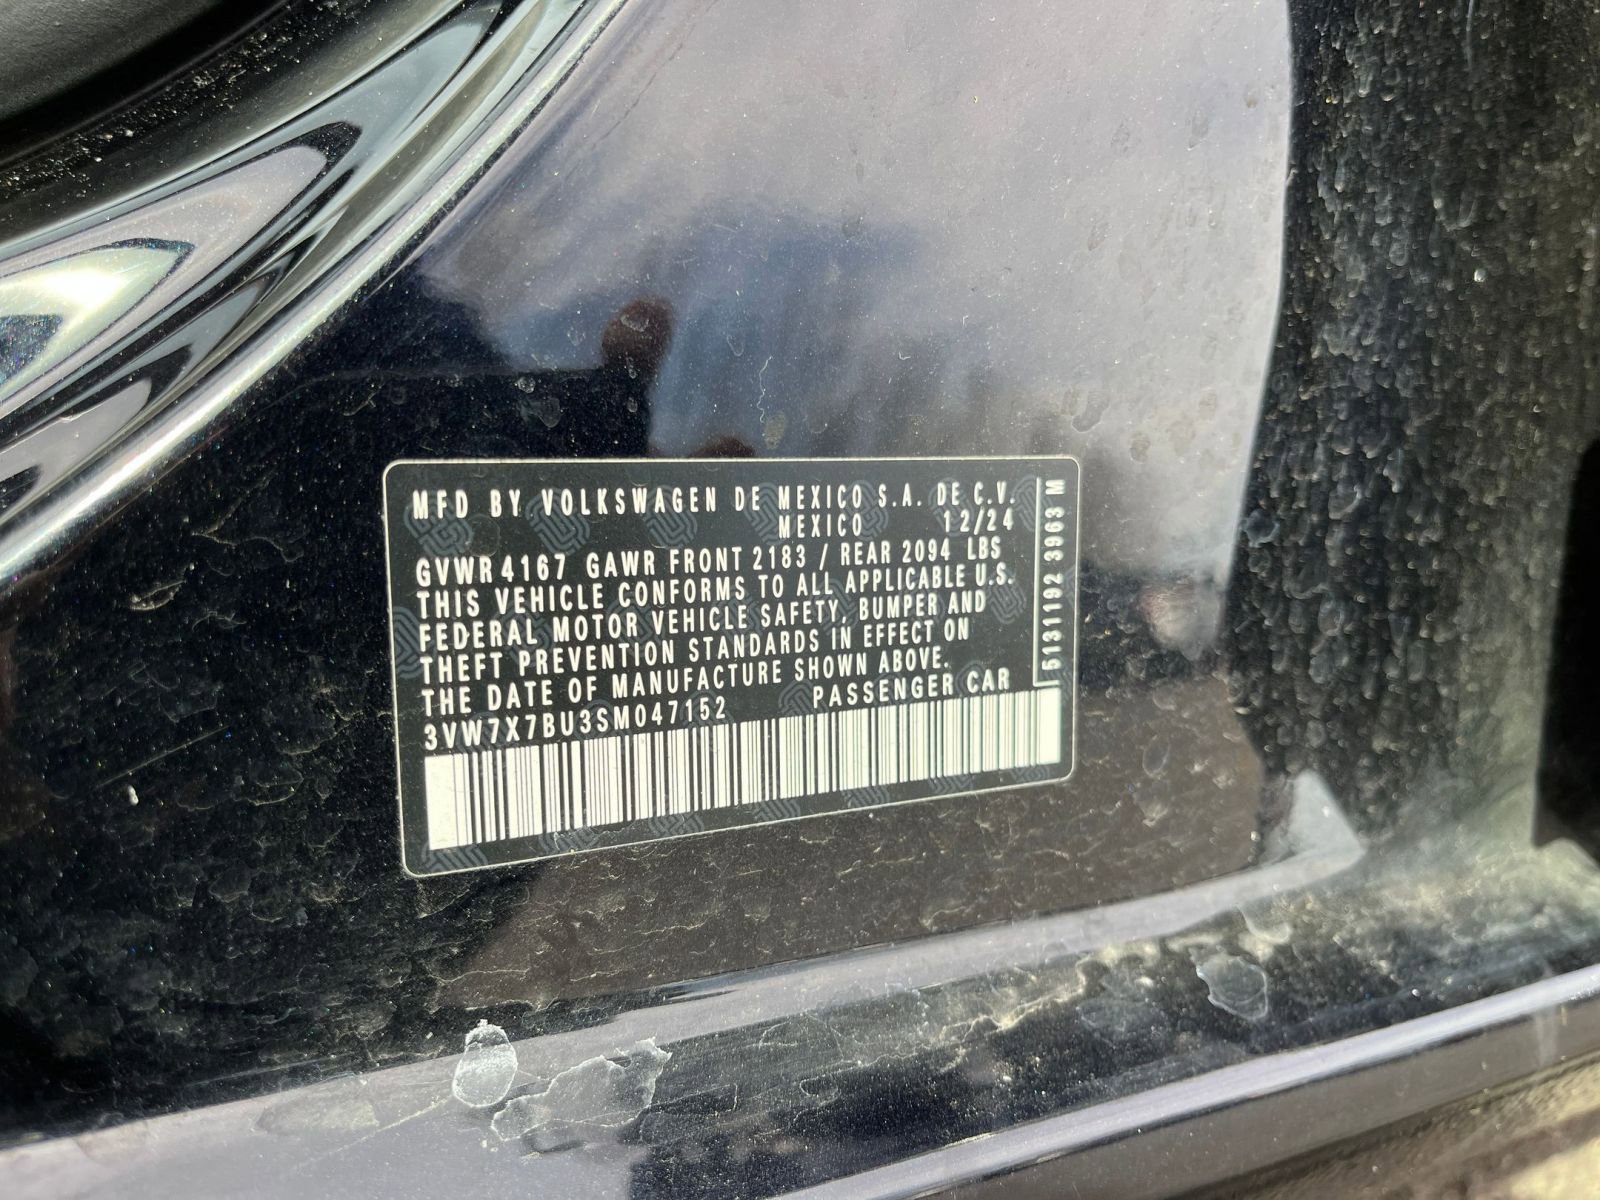 MFD BY VOLKSWAGEN DE MEXICO S.A. DE C.V.
MEXICO 12/24
GVWR 4167 GAWR FRONT 2183 / REAR 2094 LBS
THIS VEHICLE CONFORMS TO ALL APPLICABLE U.S.
FEDERAL MOTOR VEHICLE SAFETY, BUMPER AND
THEFT PREVENTION STANDARDS IN EFFECT ON
THE DATE OF MANUFACTURE SHOWN ABOVE.
3VW7X7BU3SM047152 PASSENGER CAR
5131192 3963 M